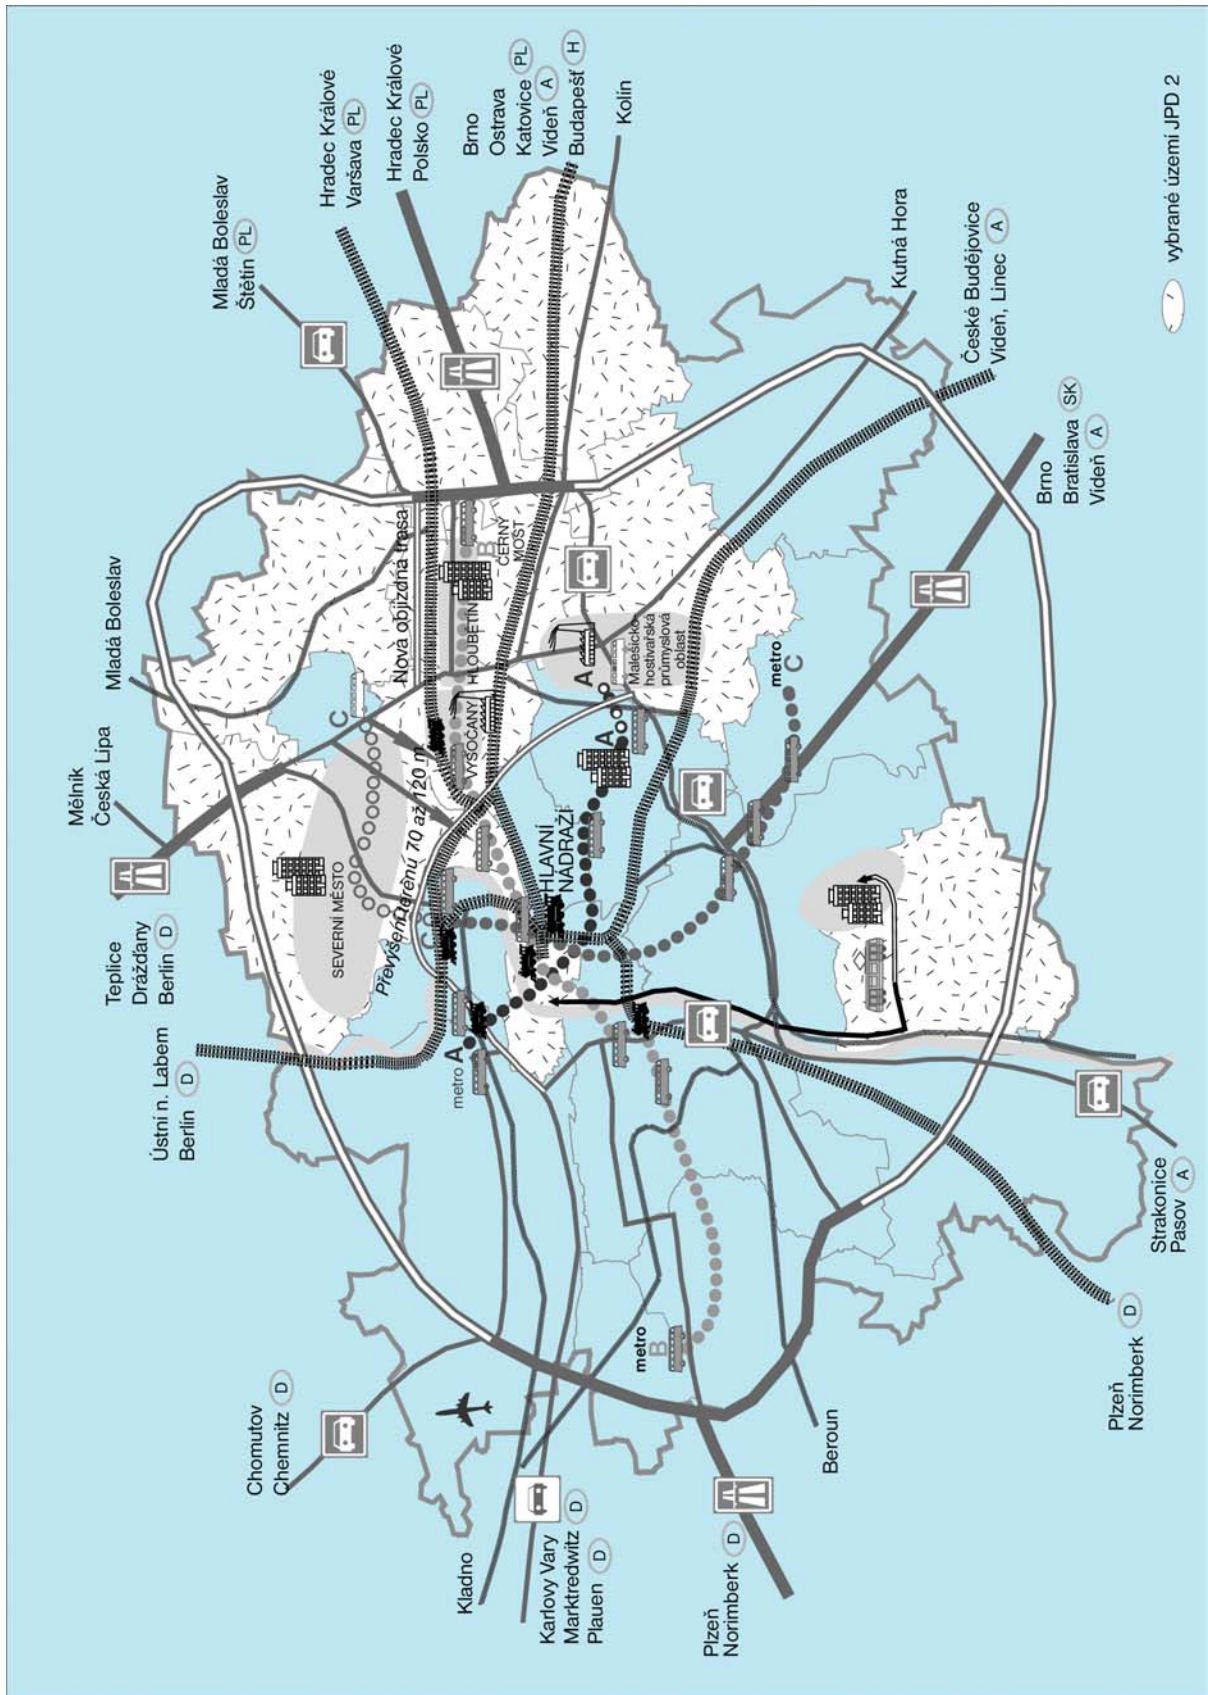 Mělník
Česká Lípa
Mladá Boleslav
Mladá Boleslav
Štětín PL
Hradec Králové
Varšava PL
Hradec Králové
Polsko PL
Brno
Ostrava
Katovice PL
Vídeň A
Budapešť H
Kolín
Teplice
Drážďany
Berlín D
Ústní n. Labem
Berlín D
Chomutov
Chemnitz D
Kladno
Karlovy Vary
Marktredwitz D
Plauen D
Plzeň
Norimberk D
Beroun
Plzeň
Norimberk D
Strakonice
Pasov A
Brno
Bratislava SK
Vídeň A
České Budějovice
Vídeň, Linec A
Kutná Hora
SEVERNÍ MĚSTO
Převýšení terénu 70 až 120 m
Nová objízdná trasa
C
C
VYSOČANY
HLOUBĚTÍN
B
ČERNÝ
MOST
metro A
HLAVNÍ
NÁDRAŽÍ
A
A
Malešicko
hostivařská
průmyslová
oblast
metro
C
metro
B
vybrané území JPD 2